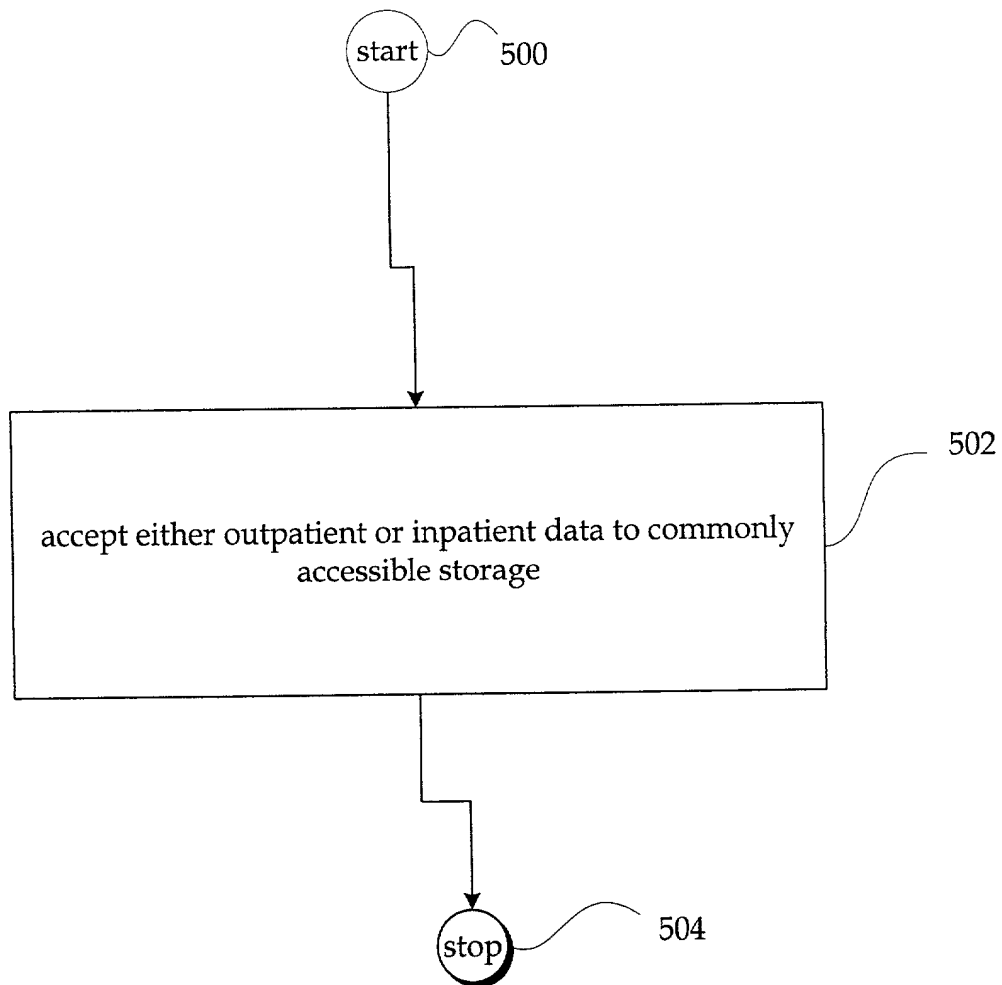 start
500
502
accept either outpatient or inpatient data to commonly
accessible storage
504
stop